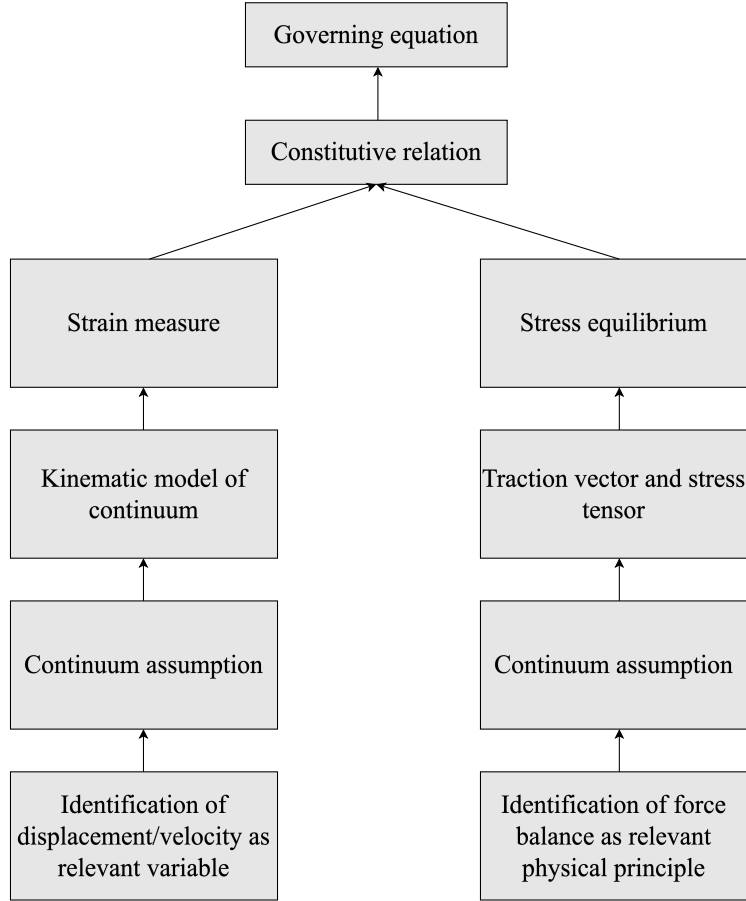 Governing equation
Constitutive relation
Strain measure
Stress equilibrium
Kinematic model of
continuum
Traction vector and stress
tensor
Continuum assumption
Continuum assumption
Identification of
displacement/velocity as
relevant variable
Identification of force
balance as relevant
physical principle